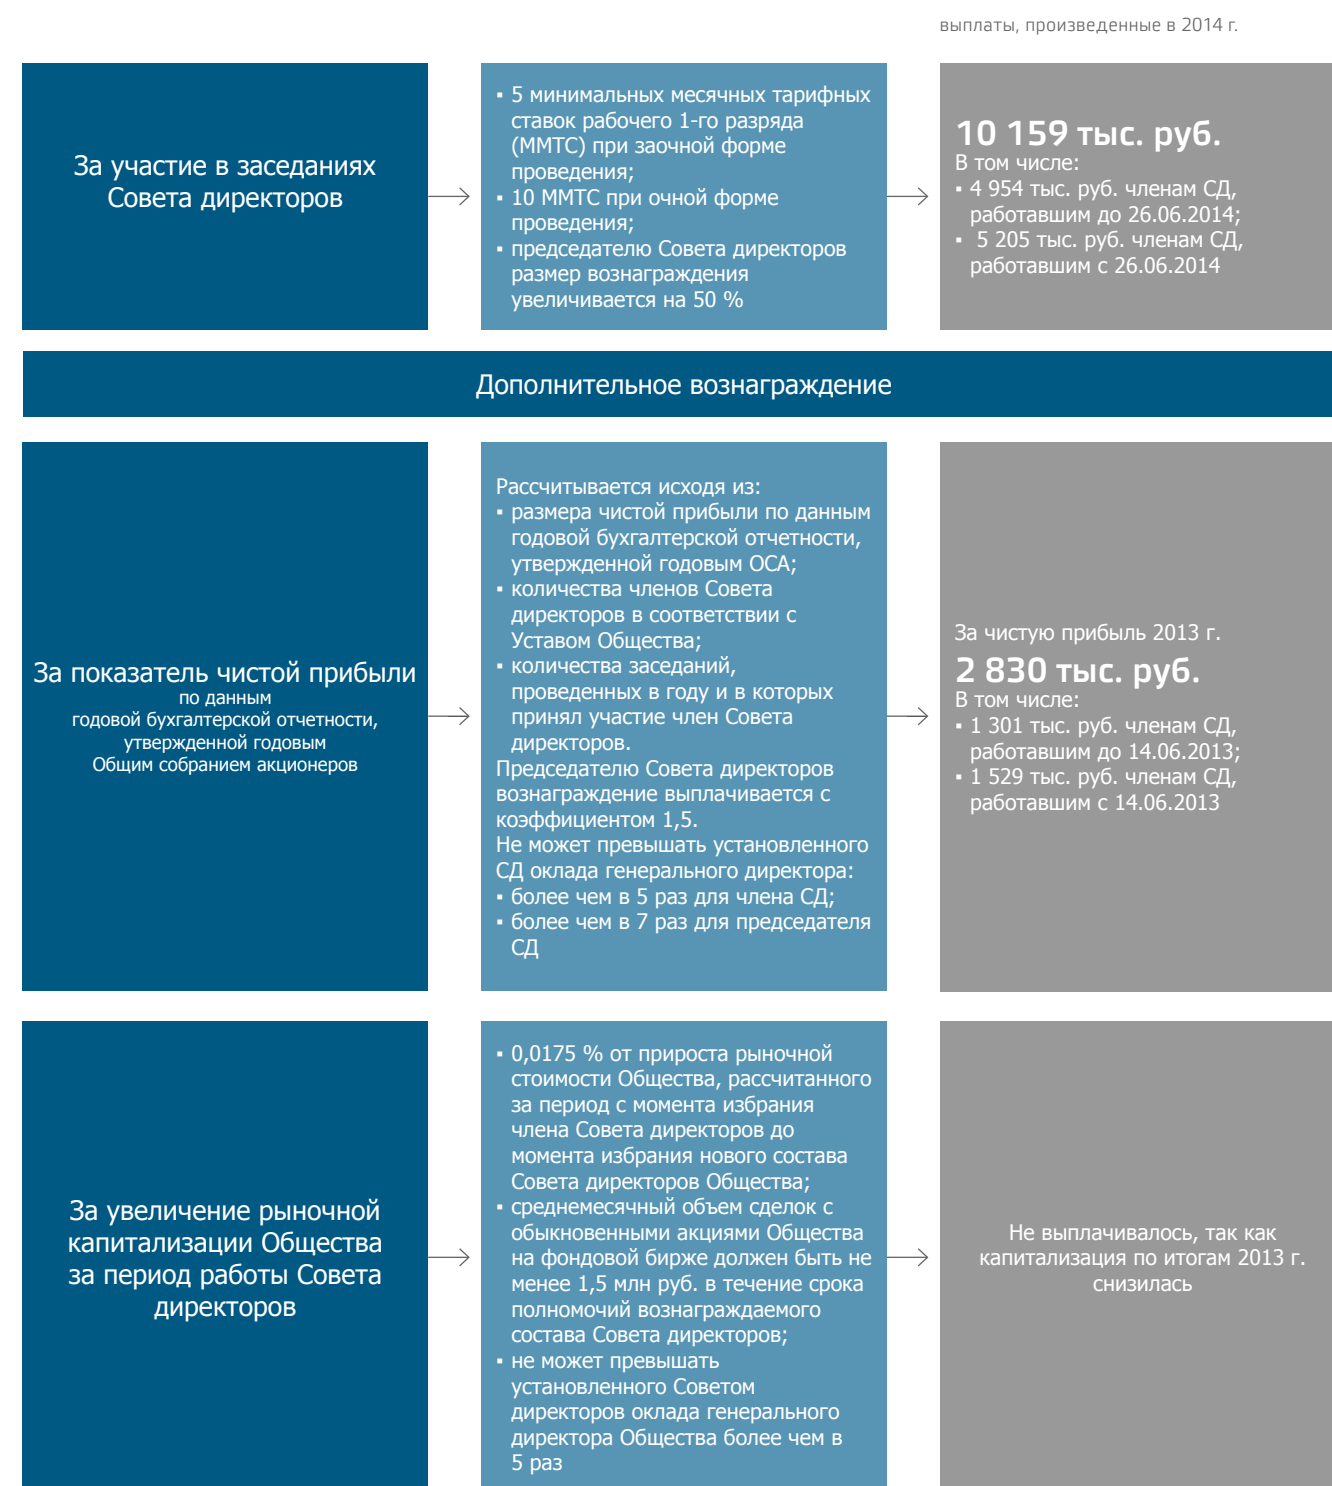 выплаты, произведенные в 2014 г.
За участие в заседаниях
Совета директоров
▪ 5 минимальных месячных тарифных
ставок рабочего 1-го разряда
(ММТС) при заочной форме
проведения;
▪ 10 ММТС при очной форме
проведения;
▪ председателю Совета директоров
размер вознаграждения
увеличивается на 50 %
10 159 тыс. руб.
В том числе:
▪ 4 954 тыс. руб. членам СД,
работавшим до 26.06.2014;
▪ 5 205 тыс. руб. членам СД,
работавшим с 26.06.2014
Дополнительное вознаграждение
За показатель чистой прибыли
по данным
годовой бухгалтерской отчетности,
утвержденной годовым
Общим собранием акционеров
Рассчитывается исходя из:
▪ размера чистой прибыли по данным
годовой бухгалтерской отчетности,
утвержденной годовым ОСА;
▪ количества членов Совета
директоров в соответствии с
Уставом Общества;
▪ количества заседаний,
проведенных в году и в которых
принял участие член Совета
директоров.
Председателю Совета директоров
вознаграждение выплачивается с
коэффициентом 1,5.
Не может превышать установленного
СД оклада генерального директора:
▪ более чем в 5 раз для члена СД;
▪ более чем в 7 раз для председателя
СД
За чистую прибыль 2013 г.
2 830 тыс. руб.
В том числе:
▪ 1 301 тыс. руб. членам СД,
работавшим до 14.06.2013;
▪ 1 529 тыс. руб. членам СД,
работавшим с 14.06.2013
За увеличение рыночной
капитализации Общества
за период работы Совета
директоров
▪ 0,0175 % от прироста рыночной
стоимости Общества, рассчитанного
за период с момента избрания
члена Совета директоров до
момента избрания нового состава
Совета директоров Общества;
▪ среднемесячный объем сделок с
обыкновенными акциями Общества
на фондовой бирже должен быть не
менее 1,5 млн руб. в течение срока
полномочий вознаграждаемого
состава Совета директоров;
▪ не может превышать
установленного Советом
директоров оклада генерального
директора Общества более чем в
5 раз
Не выплачивалось, так как
капитализация по итогам 2013 г.
снизилась